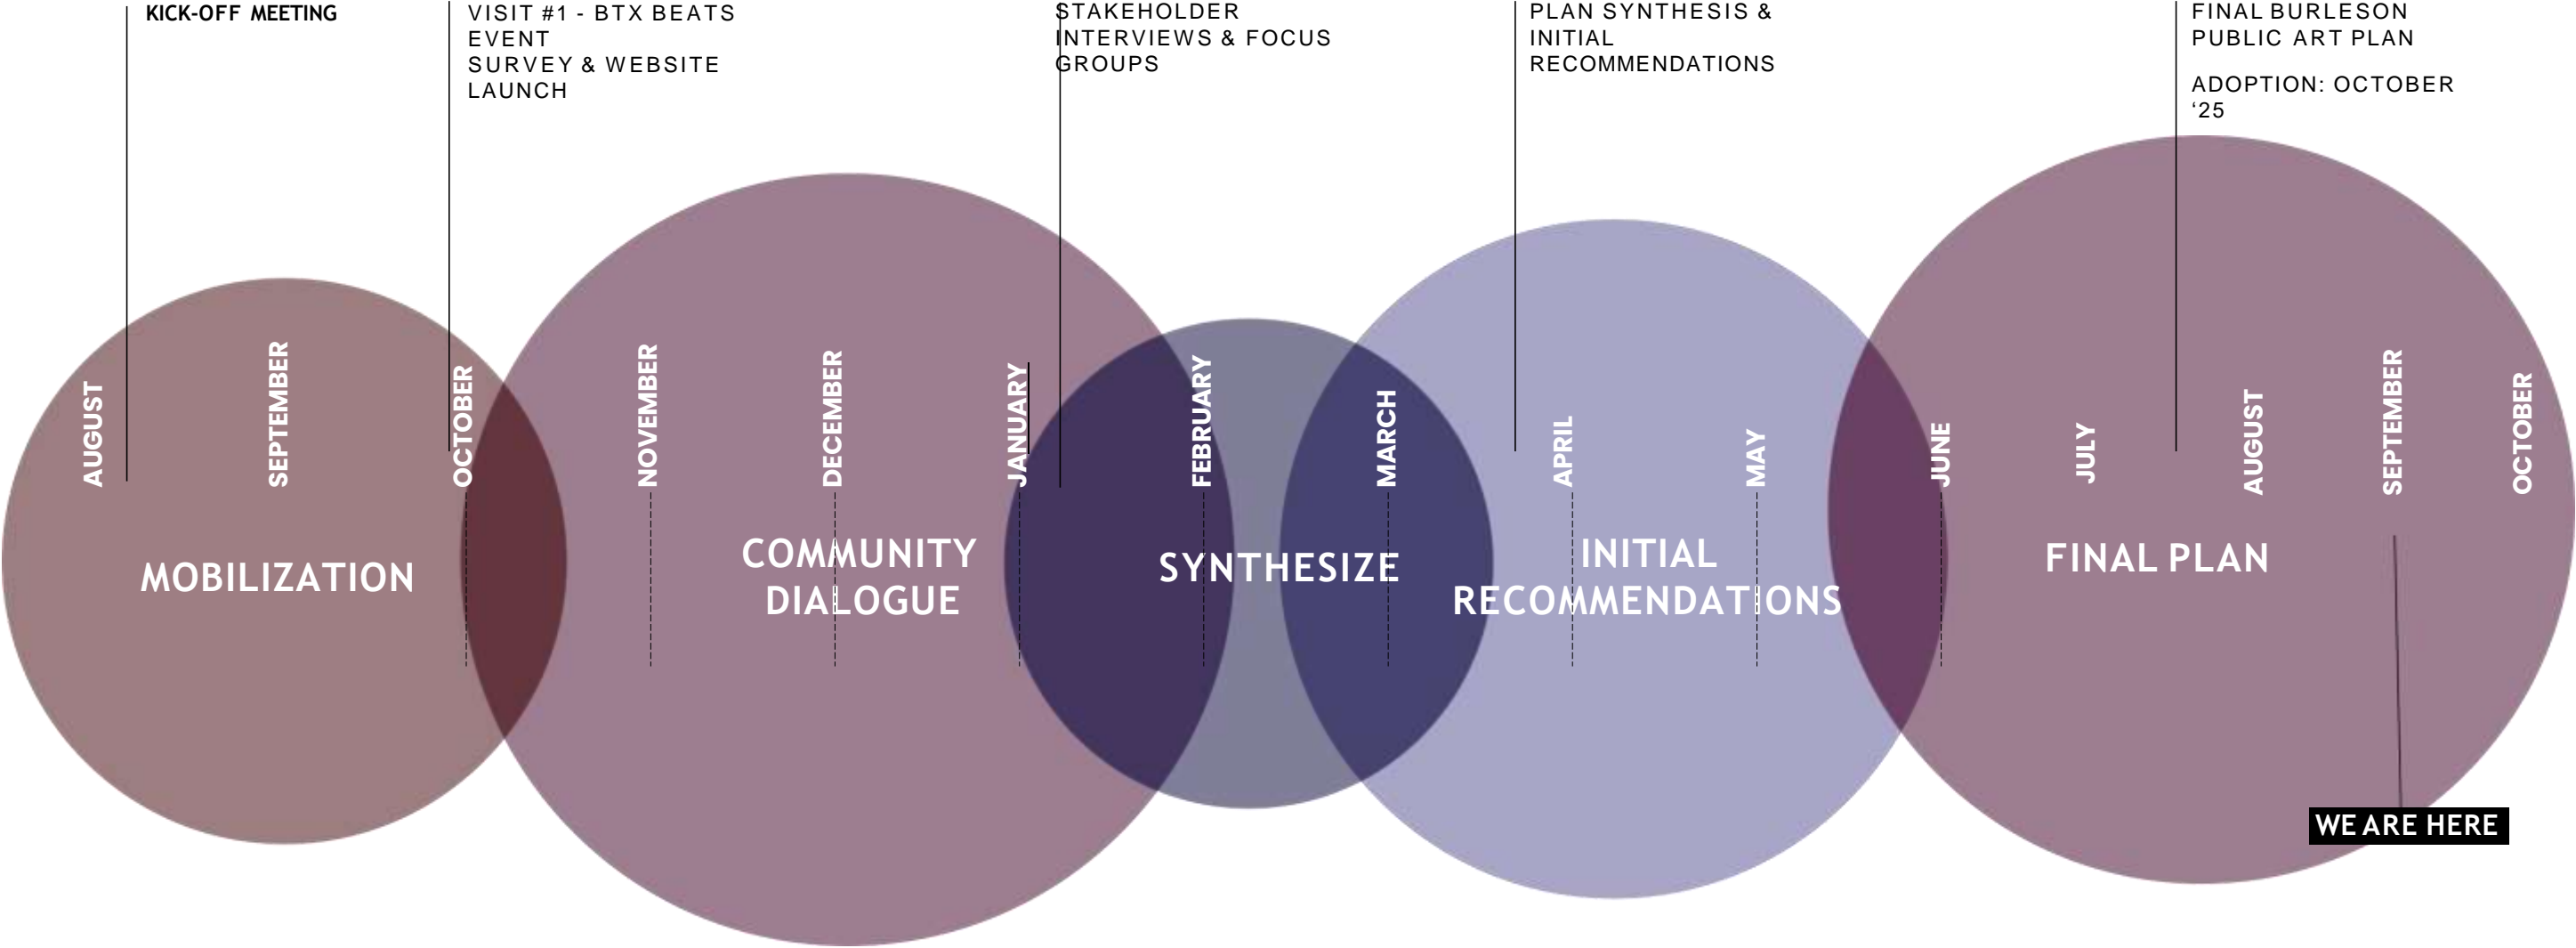 KICK-OFF MEETING
VISIT #1 - BTX BEATS
EVENT
SURVEY & WEBSITE
LAUNCH
STAKEHOLDER
INTERVIEWS & FOCUS
GROUPS
PLAN SYNTHESIS &
INITIAL
RECOMMENDATIONS
FINAL BURLESON
PUBLIC ART PLAN
ADOPTION: OCTOBER
‘25
AUGUST
SEPTEMBER
OCTOBER
NOVEMBER
DECEMBER
JANUARY
FEBRUARY
MARCH
APRIL
MAY
JUNE
JULY
AUGUST
SEPTEMBER
OCTOBER
MOBILIZATION
COMMUNITY
DIALOGUE
SYNTHESIZE
INITIAL
RECOMMENDATIONS
FINAL PLAN
WE ARE HERE